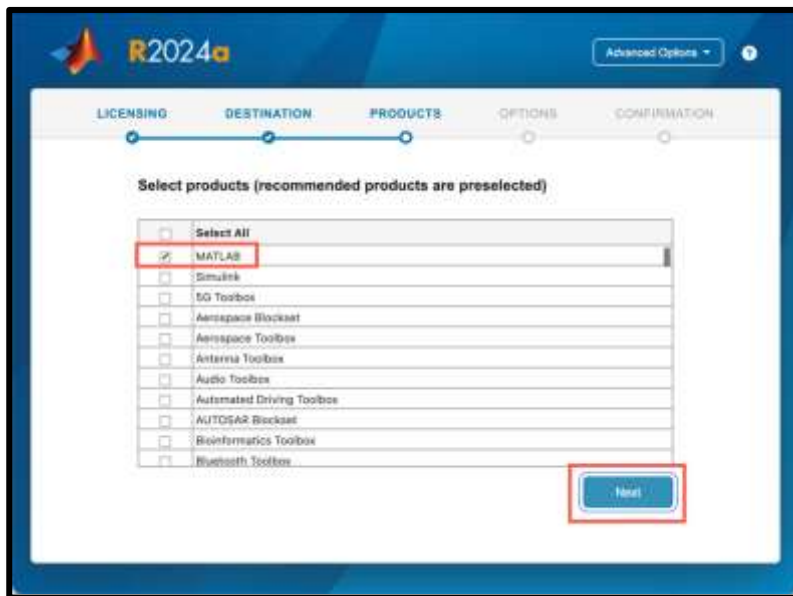 R2024a
Advanced Options
?
LICENSING DESTINATION PRODUCTS OPTIONS CONFIRMATION
Select products (recommended products are preselected)
Select All
MATLAB
Simulink
5G Toolbox
Aerospace Blockset
Aerospace Toolbox
Antenna Toolbox
Audio Toolbox
Automated Driving Toolbox
AUTOSAR Blockset
Bioinformatics Toolbox
Bluetooth Toolbox
Next